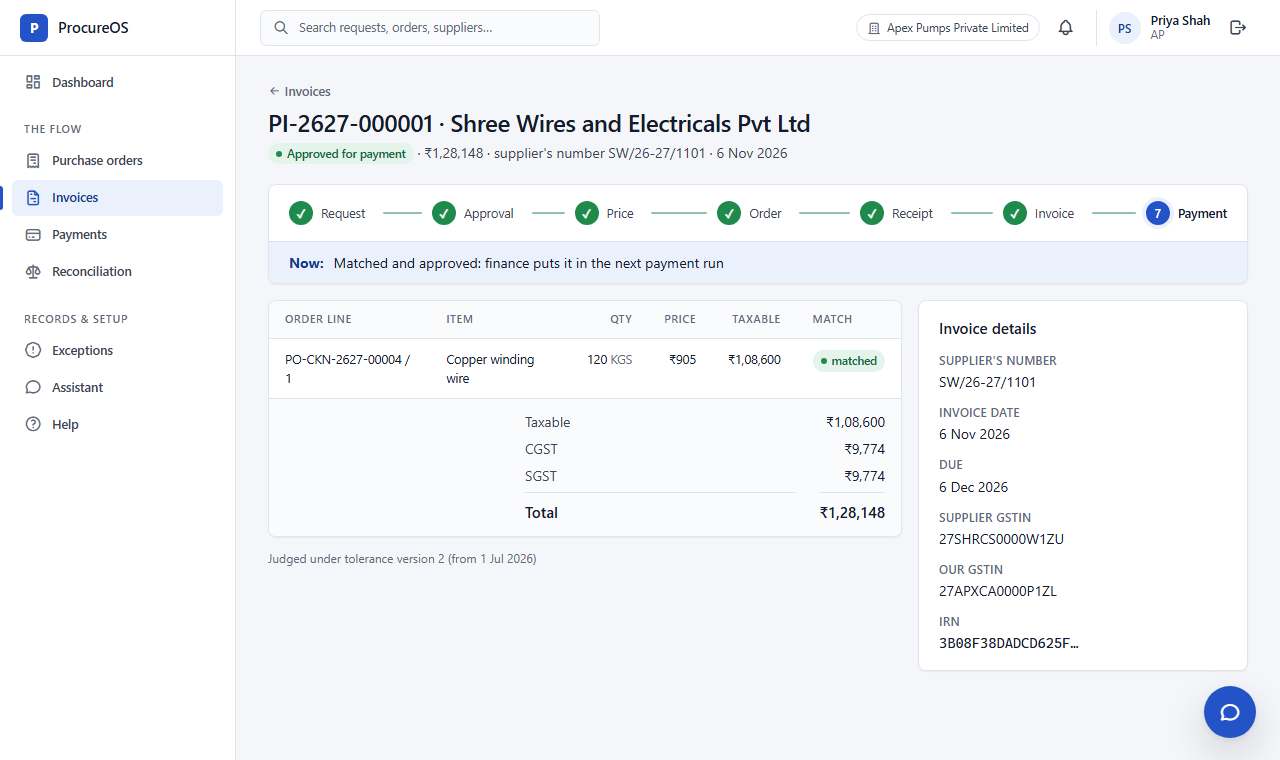 P ProcureOS
Search requests, orders, suppliers...
Apex Pumps Private Limited
PS
Priya Shah
AP
Dashboard
THE FLOW
Purchase orders
Invoices
Payments
Reconciliation
RECORDS & SETUP
Exceptions
Assistant
Help
← Invoices
PI-2627-000001 · Shree Wires and Electricals Pvt Ltd
Approved for payment · ₹1,28,148 · supplier's number SW/26-27/1101 · 6 Nov 2026
Request Approval Price Order Receipt Invoice 7 Payment
Now: Matched and approved: finance puts it in the next payment run
ORDER LINE ITEM QTY PRICE TAXABLE MATCH
PO-CKN-2627-00004 / Copper winding 120 KGS ₹905 ₹1,08,600 matched
1 wire
Taxable ₹1,08,600
CGST ₹9,774
SGST ₹9,774
Total ₹1,28,148
Judged under tolerance version 2 (from 1 Jul 2026)
Invoice details
SUPPLIER'S NUMBER
SW/26-27/1101
INVOICE DATE
6 Nov 2026
DUE
6 Dec 2026
SUPPLIER GSTIN
27SHRCS0000W1ZU
OUR GSTIN
27APXCA0000P1ZL
IRN
3B08F38DADCD625F…